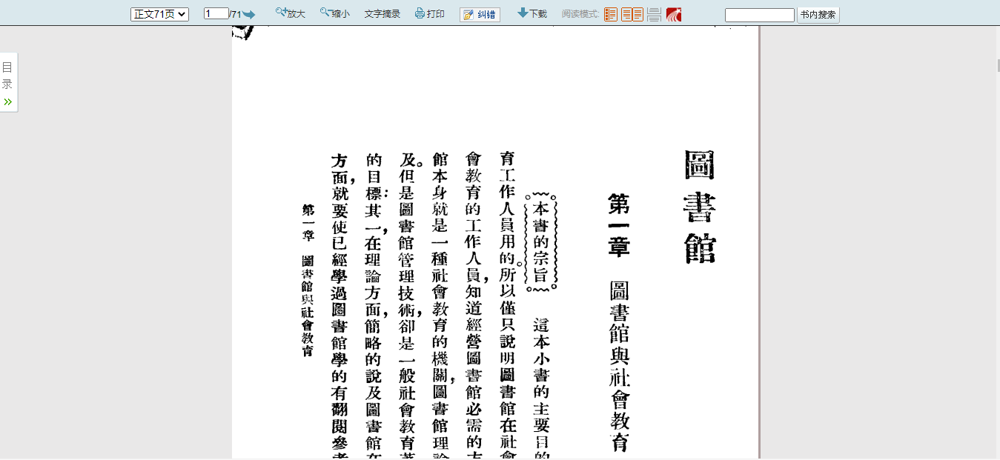 正文71页 1 /71 放大 缩小 文字摘录 打印 纠错 下载 阅读模式: 书内搜索
目
录
圖書館
第一章 圖書館與社會教育
本書的宗旨 這本小書的主要目的
育工作人員用的。所以僅只說明圖書館在社會
會教育的工作人員,知道經營圖書館必需的方
館本身就是一種社會教育的機關,圖書館理論
及。但是圖書館管理技術,卻是一般社會教育
的目標:其一,在理論方面,簡略的說及圖書館在
方面,就要使已經學過圖書館學的有翻閱參考
第一章 圖書館與社會教育